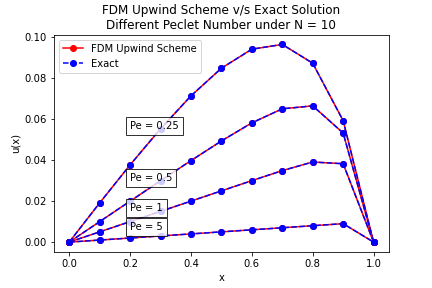 FDM Upwind Scheme v/s Exact Solution
Different Peclet Number under N = 10
FDM Upwind Scheme
Exact
0.10
0.08
0.06
0.04
0.02
0.00
u(x)
Pe = 0.25
Pe = 0.5
Pe = 1
Pe = 5
0.0 0.2 0.4 0.6 0.8 1.0
x